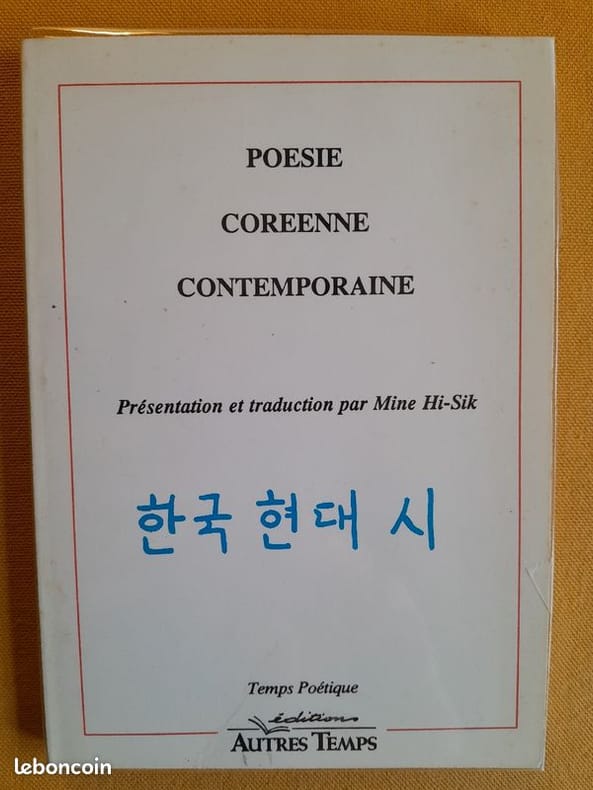 POESIE
COREENNE
CONTEMPORAINE
Présentation et traduction par Mine Hi-Sik
한국 현대 시
Temps Poétique
éditions
AUTRES TEMPS
leboncoin